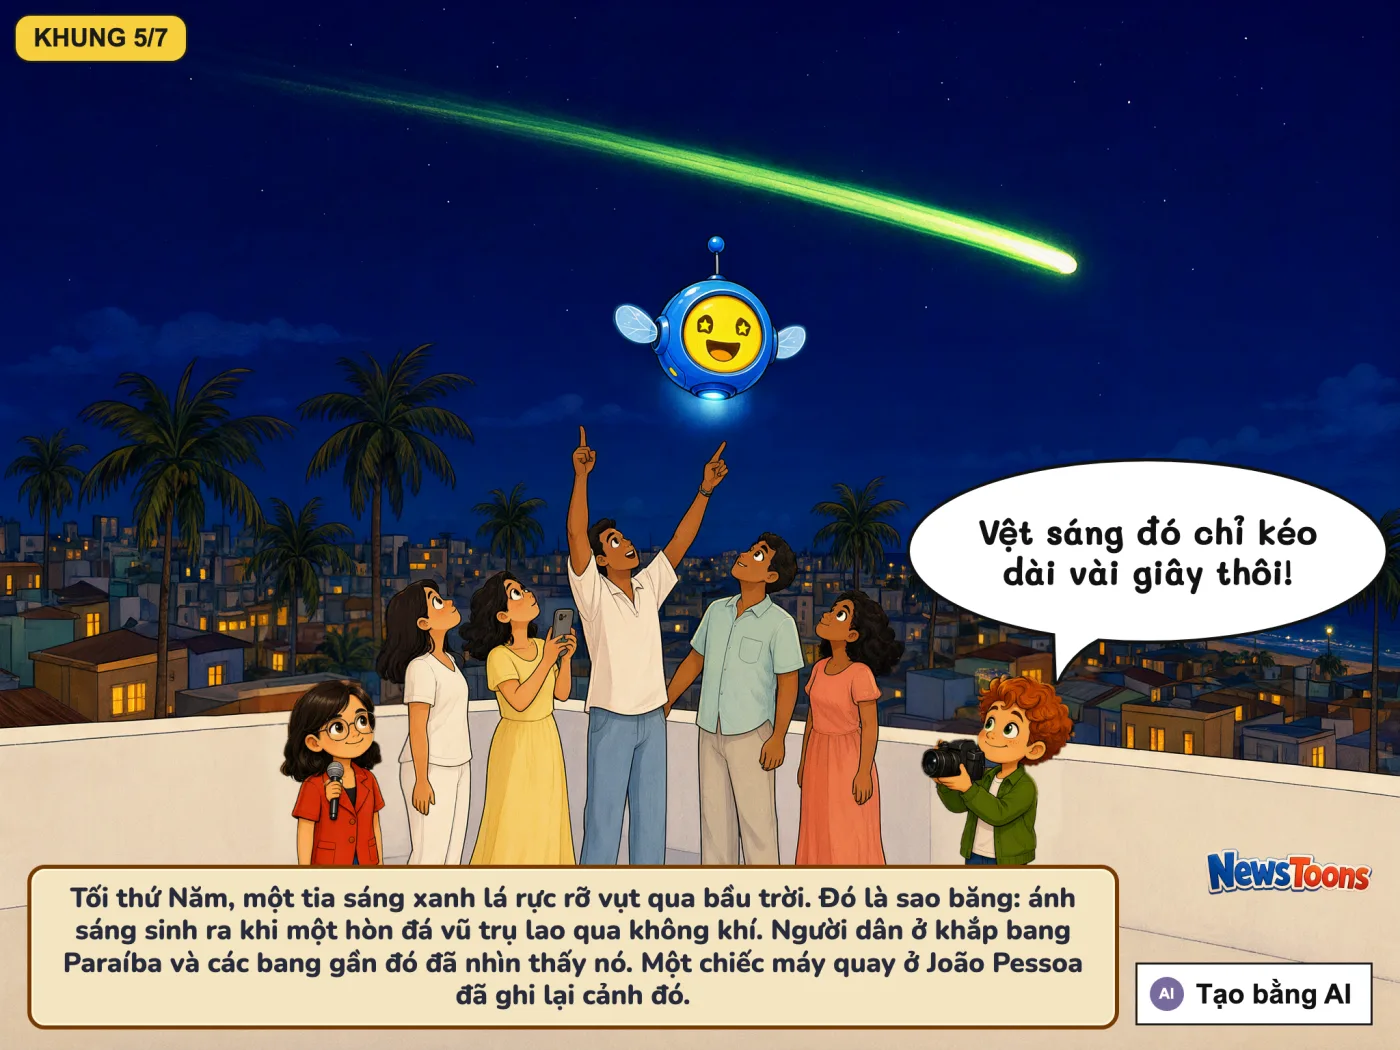 KHUNG 5/7
Vệt sáng đó chỉ kéo
dài vài giây thôi!
Tối thứ Năm, một tia sáng xanh lá rực rỡ vụt qua bầu trời. Đó là sao băng: ánh
sáng sinh ra khi một hòn đá vũ trụ lao qua không khí. Người dân ở khắp bang
Paraíba và các bang gần đó đã nhìn thấy nó. Một chiếc máy quay ở João Pessoa
đã ghi lại cảnh đó.
NewsToons
AI Tạo bằng AI